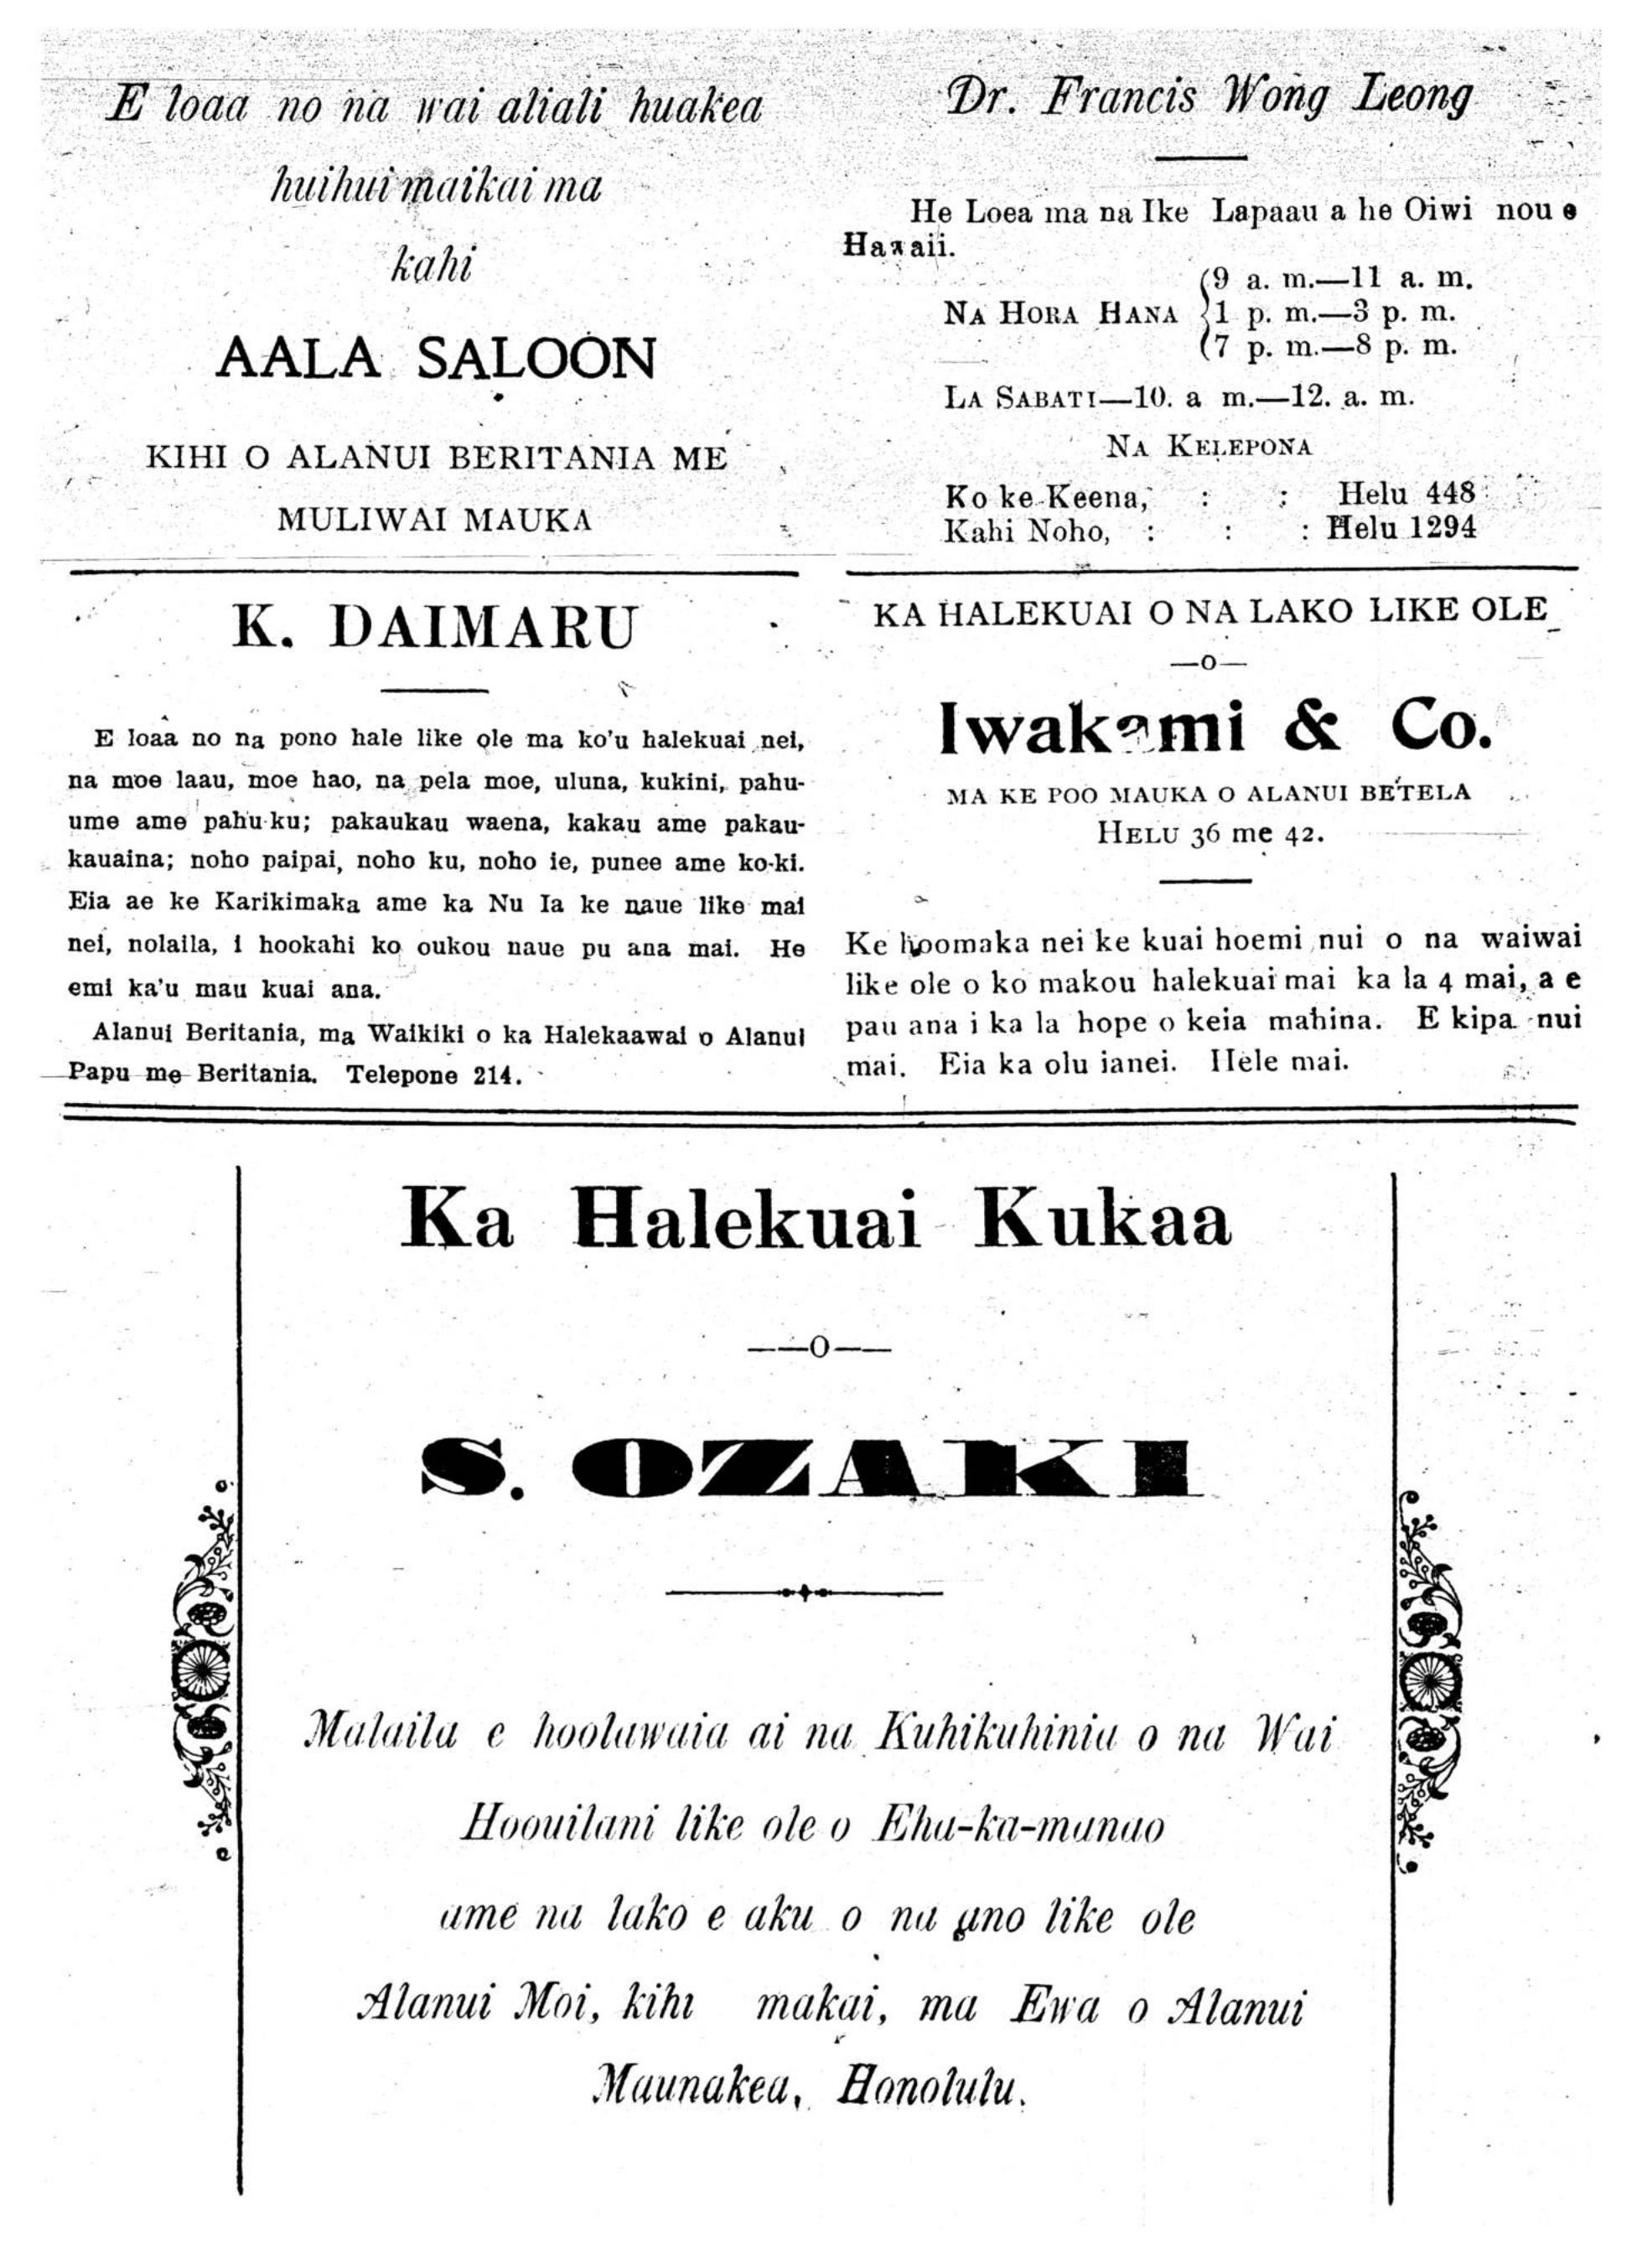 E loaa no na wai aliali huakea
huihui maikai ma
kahi
AALA SALOON
KIHI O ALANUI BERITANIA ME
MULIWAI MAUKA
Dr. Francis Wong Leong
He Loea ma na Ike Lapaau a he Oiwi nou e
Hawaii.
(9 a. m.—11 a. m.
NA HORA HANA {1 p. m.—3 p. m.
(7 p. m.—8 p. m.
LA SABATI—10. a m.—12. a. m.
NA KELEPONA
Ko ke Keena, : : Helu 448
Kahi Noho, : : : Helu 1294
K. DAIMARU
E loaa no na pono hale like ole ma ko'u halekuai nei,
na moe laau, moe hao, na pela moe, uluna, kukini, pahu-
ume ame pahu ku; pakaukau waena, kakau ame pakau-
kauaina; noho paipai, noho ku, noho ie, punee ame ko-ki.
Eia ae ke Karikimaka ame ka Nu Ia ke naue like mai
nei, nolaila, i hookahi ko oukou naue pu ana mai. He
emi ka'u mau kuai ana.
Alanui Beritania, ma Waikiki o ka Halekaawai o Alanui
Papu me Beritania. Telepone 214.
KA HALEKUAI O NA LAKO LIKE OLE
—o—
Iwakami & Co.
MA KE POO MAUKA O ALANUI BETELA
HELU 36 me 42.
Ke hoomaka nei ke kuai hoemi nui o na waiwai
like ole o ko makou halekuai mai ka la 4 mai, a e
pau ana i ka la hope o keia mahina. E kipa nui
mai. Eia ka olu ianei. Hele mai.
Ka Halekuai Kukaa
——O——
S. OZAKI
Malaila e hoolawaia ai na Kuhikuhinia o na Wai
Hoouilani like ole o Ehu-ka-manao
ame na lako e aku o na ano like ole
Alanui Moi, kihi makai, ma Ewa o Alanui
Maunakea, Honolulu.